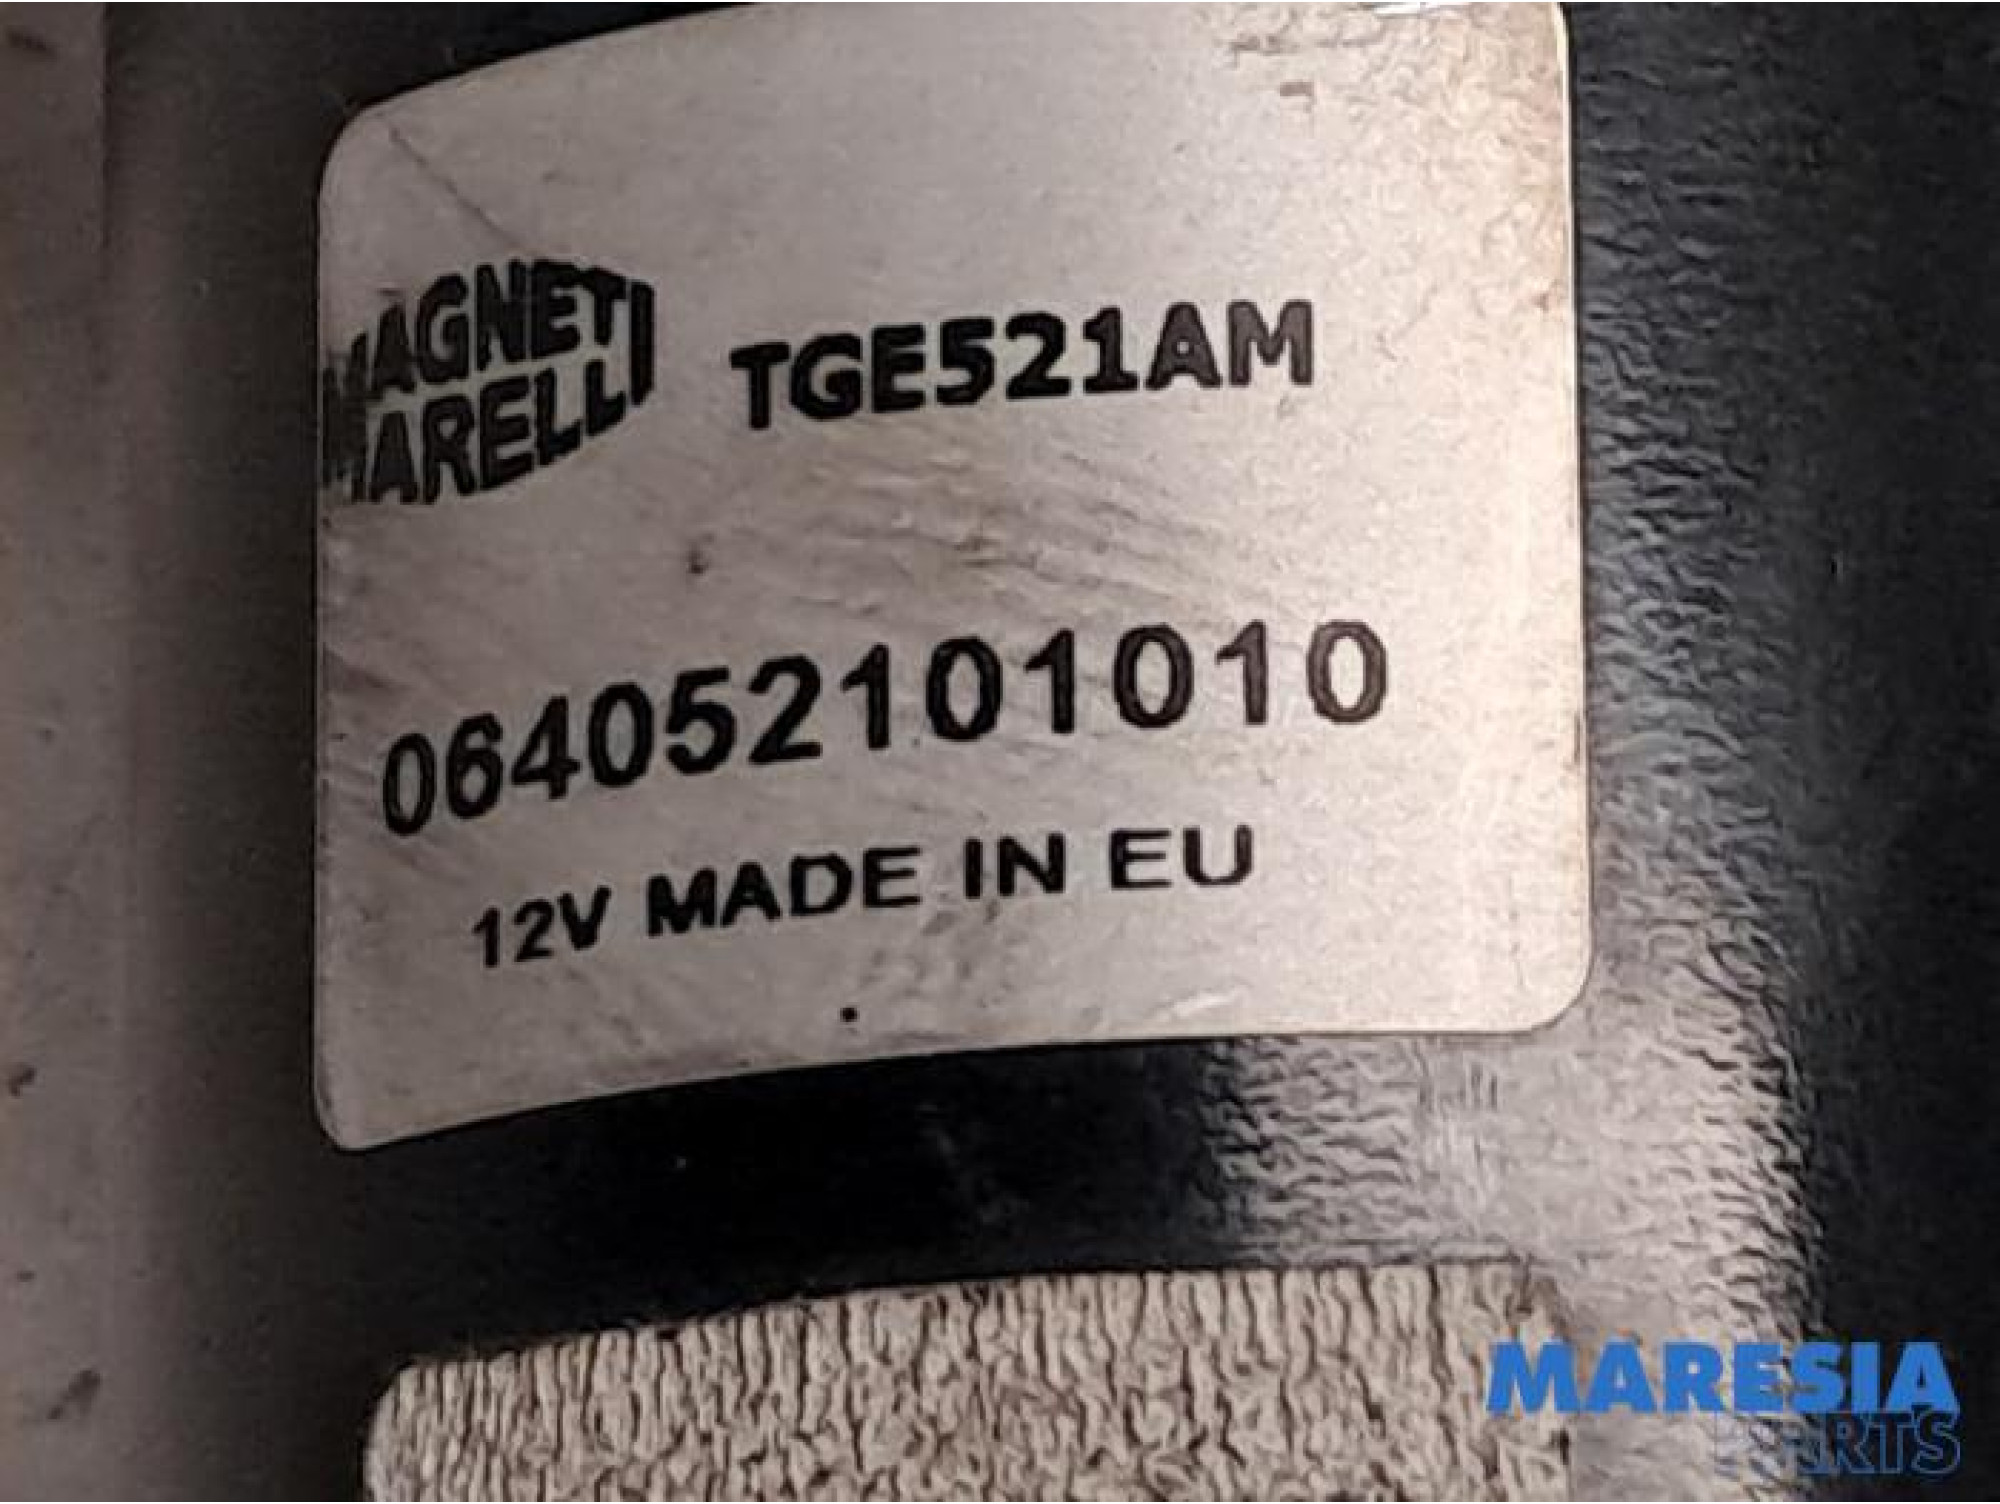 MAGNETI
MARELLI
TGE521AM
064052101010
12V MADE IN EU
MARESIA
PARTS